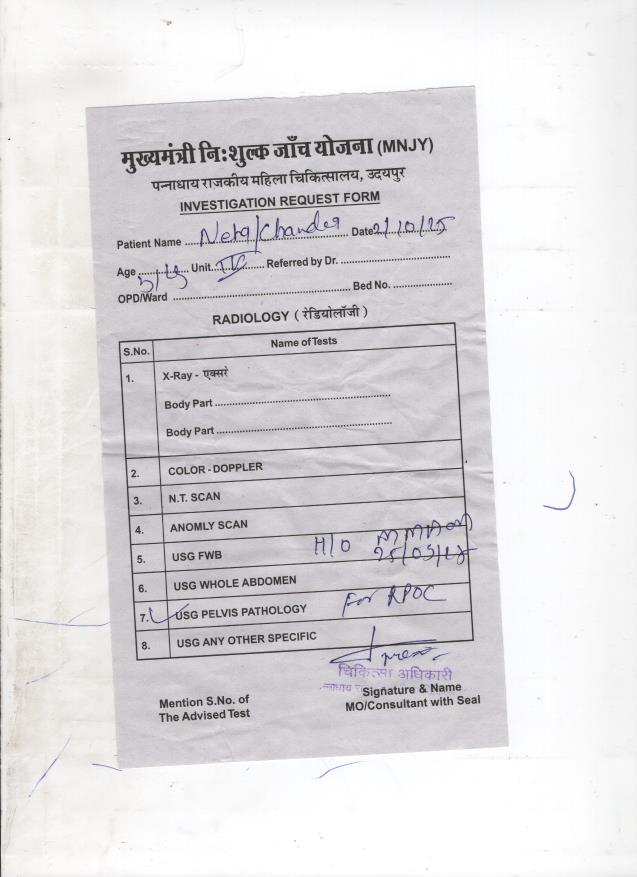 मुख्यमंत्री निःशुल्क जाँच योजना (MNJY)
पन्नाधाय राजकीय महिला चिकित्सालय, उदयपुर
INVESTIGATION REQUEST FORM
Patient Name ....Neha/Chander.... Date 2/10/25
Age ............ Unit...IV...... Referred by Dr. ................................
OPD/Ward .................................................... Bed No. .................
RADIOLOGY ( रेडियोलॉजी )
S.No. Name of Tests
1. X-Ray - एक्सरे
Body Part ....................................................
Body Part ....................................................
2. COLOR - DOPPLER
3. N.T. SCAN
4. ANOMLY SCAN
5. USG FWB H/O
6. USG WHOLE ABDOMEN
7. USG PELVIS PATHOLOGY For RPOC
8. USG ANY OTHER SPECIFIC
चिकित्सा अधिकारी
Mention S.No. of
The Advised Test
Signature & Name
MO/Consultant with Seal